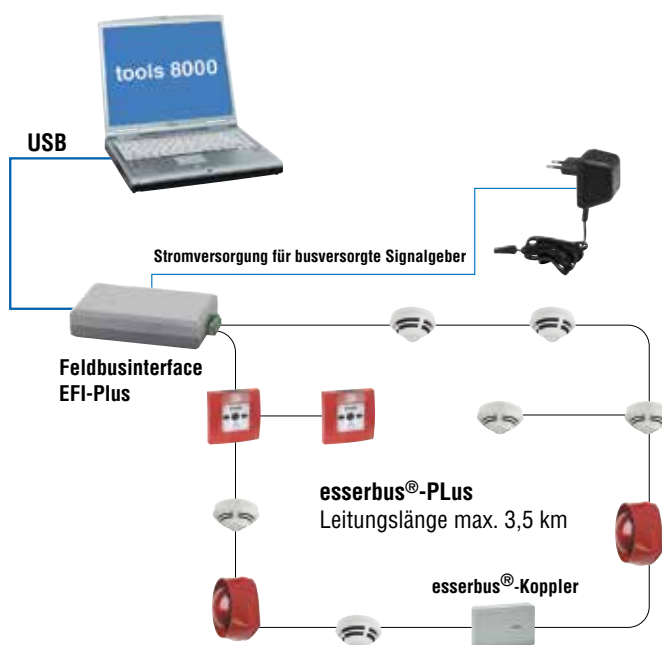 tools 8000
USB
Stromversorgung für busversorgte Signalgeber
Feldbusinterface
EFI-Plus
esserbus®-PLus
Leitungslänge max. 3,5 km
esserbus®-Koppler